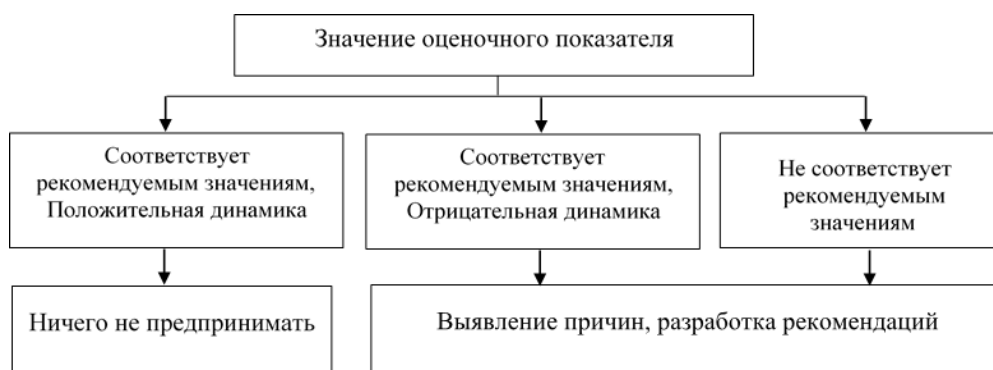 Значение оценочного показателя
Соответствует
рекомендуемым значениям,
Положительная динамика
Соответствует
рекомендуемым значениям,
Отрицательная динамика
Не соответствует
рекомендуемым
значениям
Ничего не предпринимать
Выявление причин, разработка рекомендаций